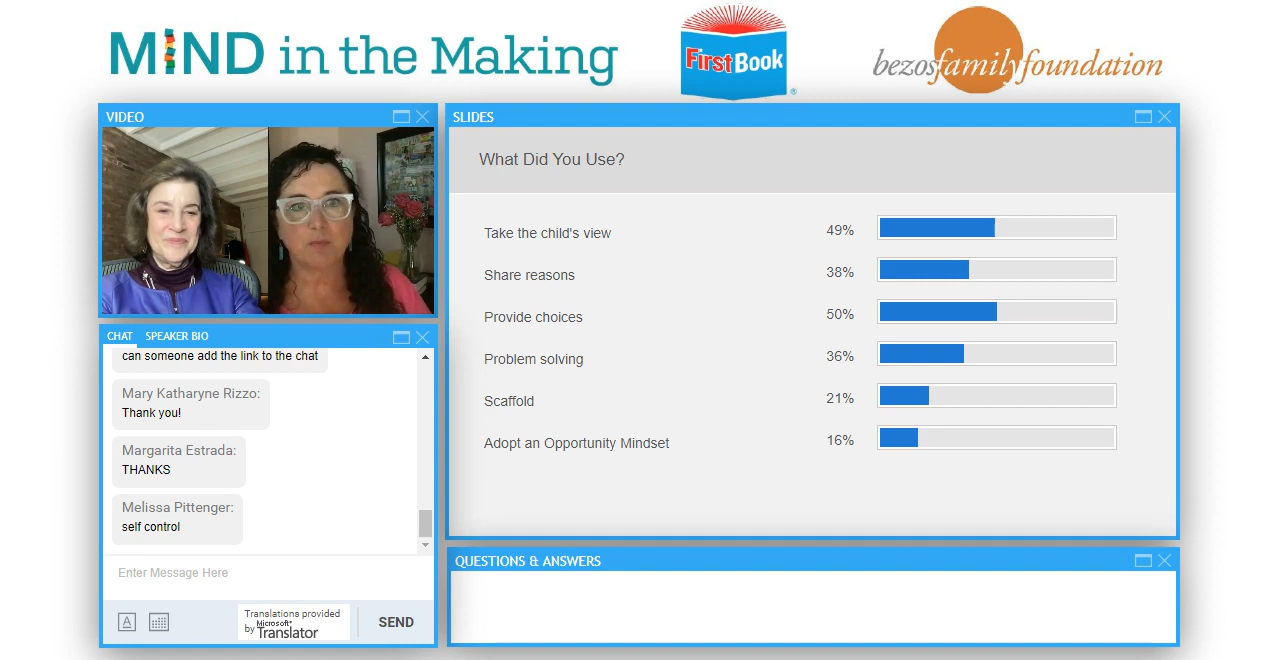 MIND in the Making
First Book
®
bezosfamilyfoundation
VIDEO
CHAT SPEAKER BIO
can someone add the link to the chat
Mary Katharyne Rizzo:
Thank you!
Margarita Estrada:
THANKS
Melissa Pittenger:
self control
Enter Message Here
A
Translations provided
by Microsoft®
Translator
SEND
SLIDES
What Did You Use?
Take the child's view 49%
Share reasons 38%
Provide choices 50%
Problem solving 36%
Scaffold 21%
Adopt an Opportunity Mindset 16%
QUESTIONS & ANSWERS